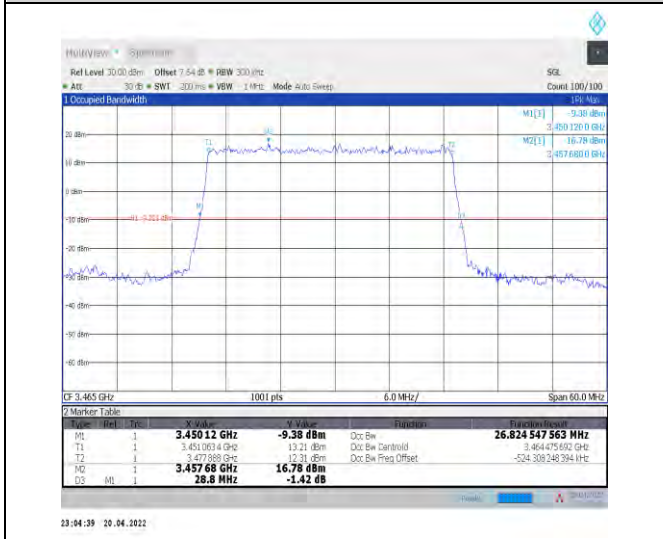 MultiView Spectrum
Ref Level 30.00 dBm Offset 7.54 dB RBW 300 kHz SGL
Att 30 dB SWT 200 ms VBW 1 MHz Mode Auto Sweep Count 100/100
1 Occupied Bandwidth 1Pk Max
M1[1] -9.38 dBm
3.450 120 0 GHz
M2[1] 16.78 dBm
3.457 680 0 GHz
20 dBm
T1 M2 T2
10 dBm
0 dBm
M1
-10 dBm
-20 dBm
-30 dBm
-40 dBm
-50 dBm
-60 dBm
CF 3.465 GHz 1001 pts 6.0 MHz/ Span 60.0 MHz
2 Marker Table
Type Ref Trc X-Value Y-Value Function Function Result
M1 1 3.450 12 GHz -9.38 dBm Occ Bw 26.824 547 563 MHz
T1 1 3.451 063 4 GHz 13.21 dBm Occ Bw Centroid 3.464 475 692 GHz
T2 1 3.477 888 GHz 12.31 dBm Occ Bw Freq Offset -524.308 248 394 kHz
M2 1 3.457 68 GHz 16.78 dBm
D3 M1 1 28.8 MHz -1.42 dB
23:04:39 20.04.2022